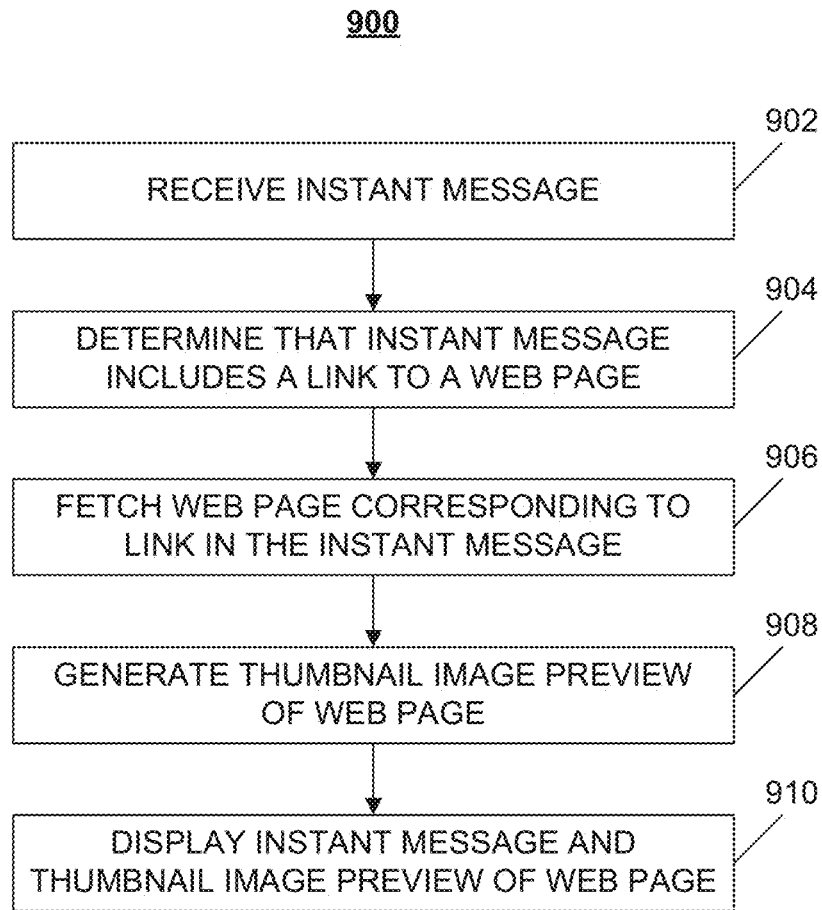 900
902
RECEIVE INSTANT MESSAGE
904
DETERMINE THAT INSTANT MESSAGE
INCLUDES A LINK TO A WEB PAGE
906
FETCH WEB PAGE CORRESPONDING TO
LINK IN THE INSTANT MESSAGE
908
GENERATE THUMBNAIL IMAGE PREVIEW
OF WEB PAGE
910
DISPLAY INSTANT MESSAGE AND
THUMBNAIL IMAGE PREVIEW OF WEB PAGE